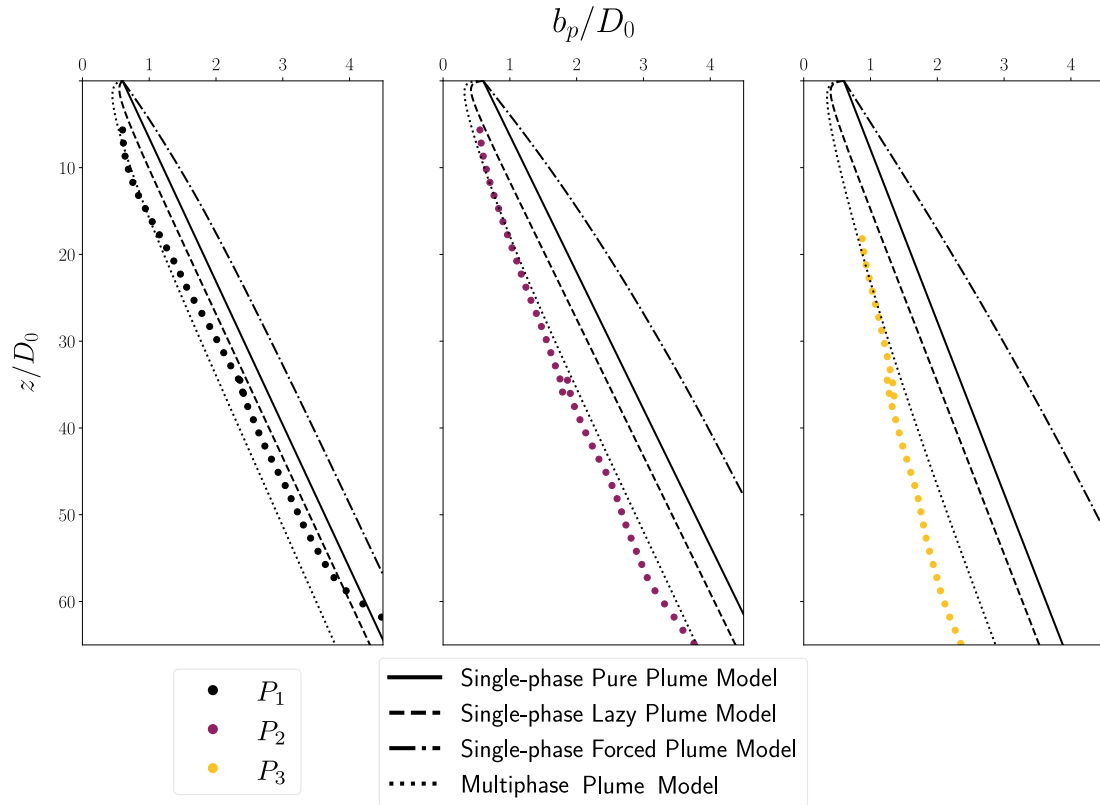 b_p/D_0
0 1 2 3 4
0 1 2 3 4
0 1 2 3 4
z/D_0
10
20
30
40
50
60
P_1
P_2
P_3
Single-phase Pure Plume Model
Single-phase Lazy Plume Model
Single-phase Forced Plume Model
Multiphase Plume Model